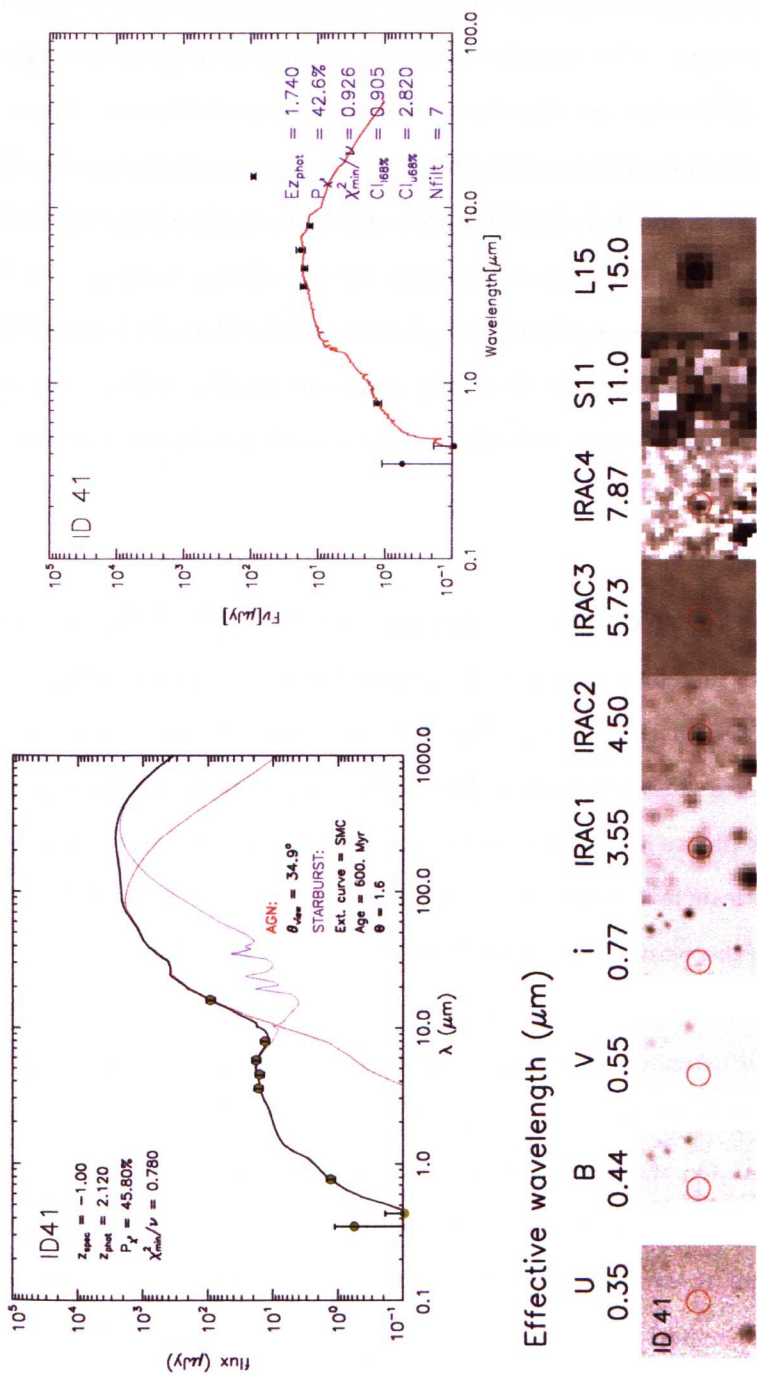 ID41
z_spec = −1.00
z_phot = 2.120
P_χ² = 45.80%
χ²_min/ν = 0.780
AGN:
θ_view = 34.9°
STARBURST:
Ext. curve = SMC
Age = 600. Myr
Θ = 1.6
flux (μJy)
10⁵
10⁴
10³
10²
10¹
10⁰
10⁻¹
0.1 1.0 10.0 100.0 1000.0
λ (μm)
ID 41
Ez_phot = 1.740
P_χ² = 42.6%
χ²_min/ν = 0.926
CI_l68% = 0.905
CI_u68% = 2.820
Nfilt = 7
Fν[μJy]
10⁵
10⁴
10³
10²
10¹
10⁰
10⁻¹
0.1 1.0 10.0 100.0
Wavelength[μm]
Effective wavelength (μm)
U B V i IRAC1 IRAC2 IRAC3 IRAC4 S11 L15
0.35 0.44 0.55 0.77 3.55 4.50 5.73 7.87 11.0 15.0
ID 41